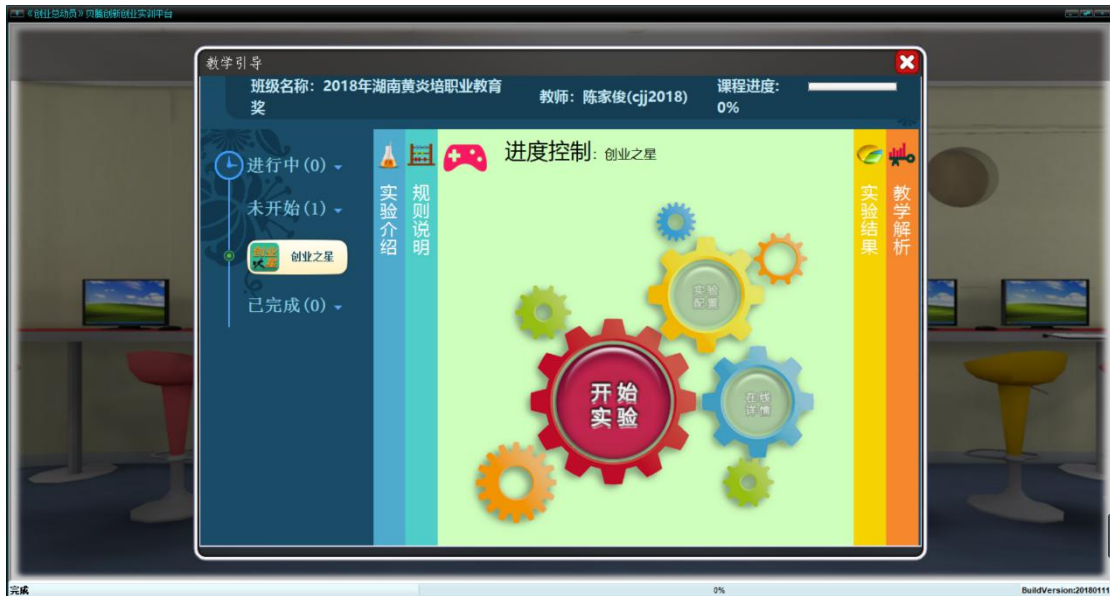 《创业总动员》贝腾创新创业实训平台
教学引导
班级名称：2018年湖南黄炎培职业教育
奖
教师：陈家俊(cjj2018)
课程进度：
0%
进行中(0)
未开始(1)
创业之星
创业之星
已完成(0)
实验介绍
规则说明
进度控制：创业之星
实验配置
开始
实验
在线
详情
实验结果
教学解析
完成
0%
BuildVersion:20180111